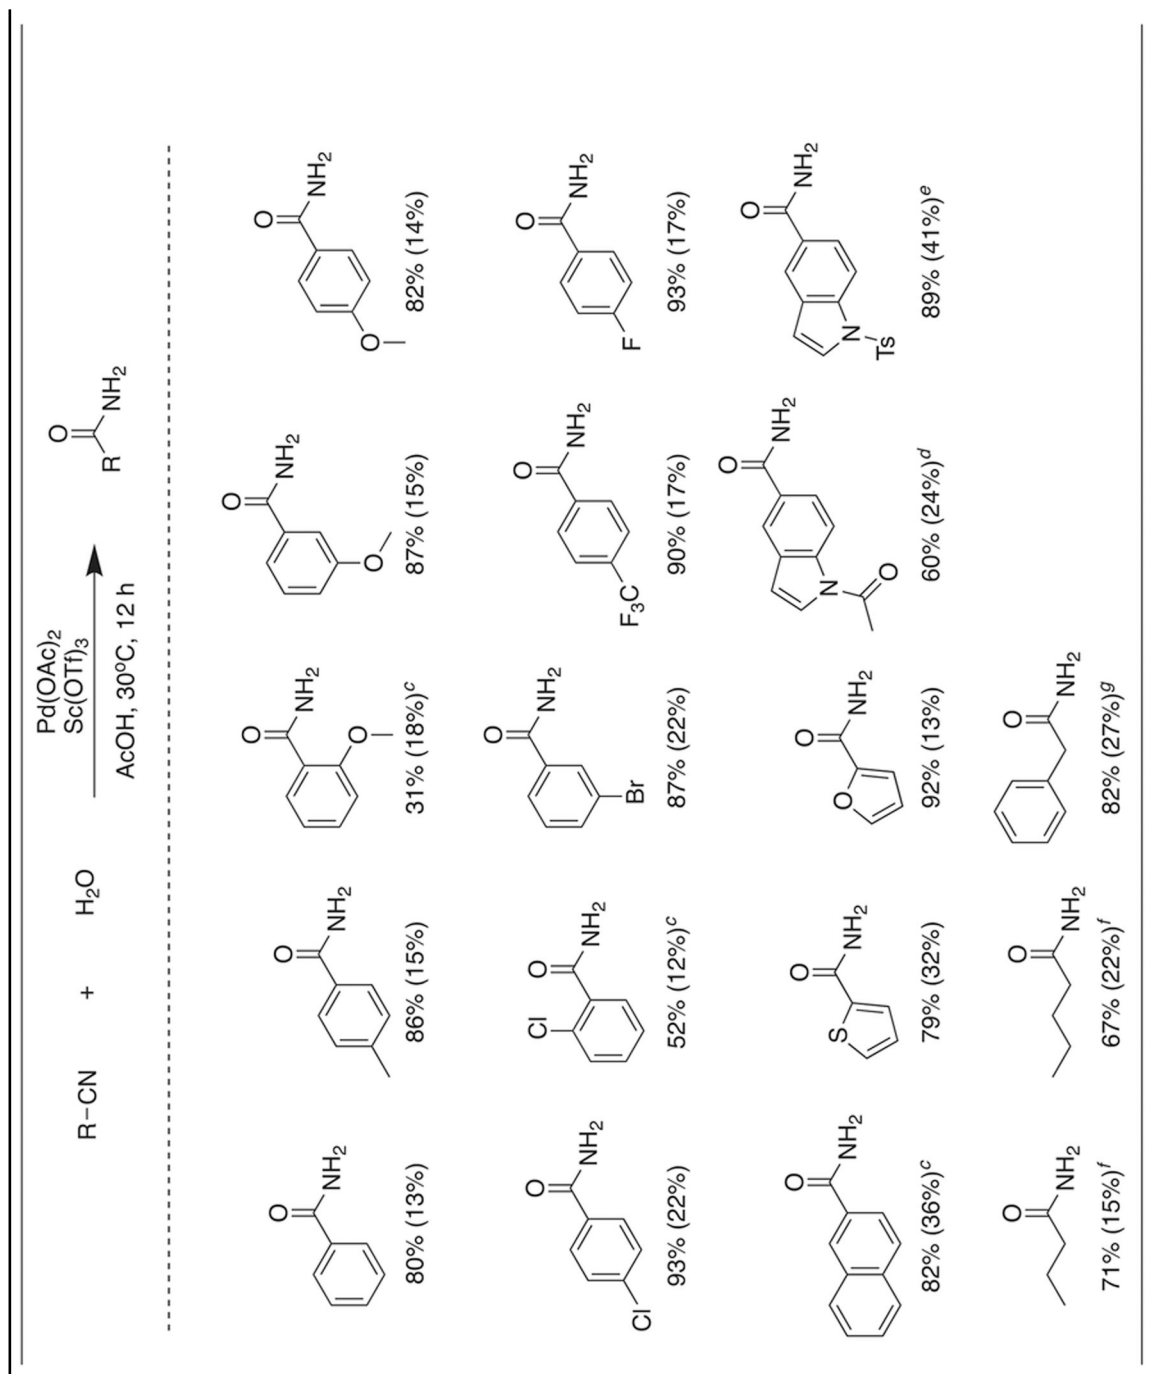 R–CN + H2O Pd(OAc)2 Sc(OTf)3 AcOH, 30ºC, 12 h O R NH2
O NH2
80% (13%)
O NH2
86% (15%)
O NH2 O
31% (18%)c
O NH2 O
87% (15%)
O NH2 O
82% (14%)
O NH2 Cl
93% (22%)
Cl O NH2
52% (12%)c
O NH2 Br
87% (22%)
O NH2 F3C
90% (17%)
O NH2 F
93% (17%)
O NH2
82% (36%)c
O NH2 S
79% (32%)
O NH2 O
92% (13%)
O NH2 N O
60% (24%)d
O NH2 N Ts
89% (41%)e
O NH2
71% (15%)f
O NH2
67% (22%)f
O NH2
82% (27%)g